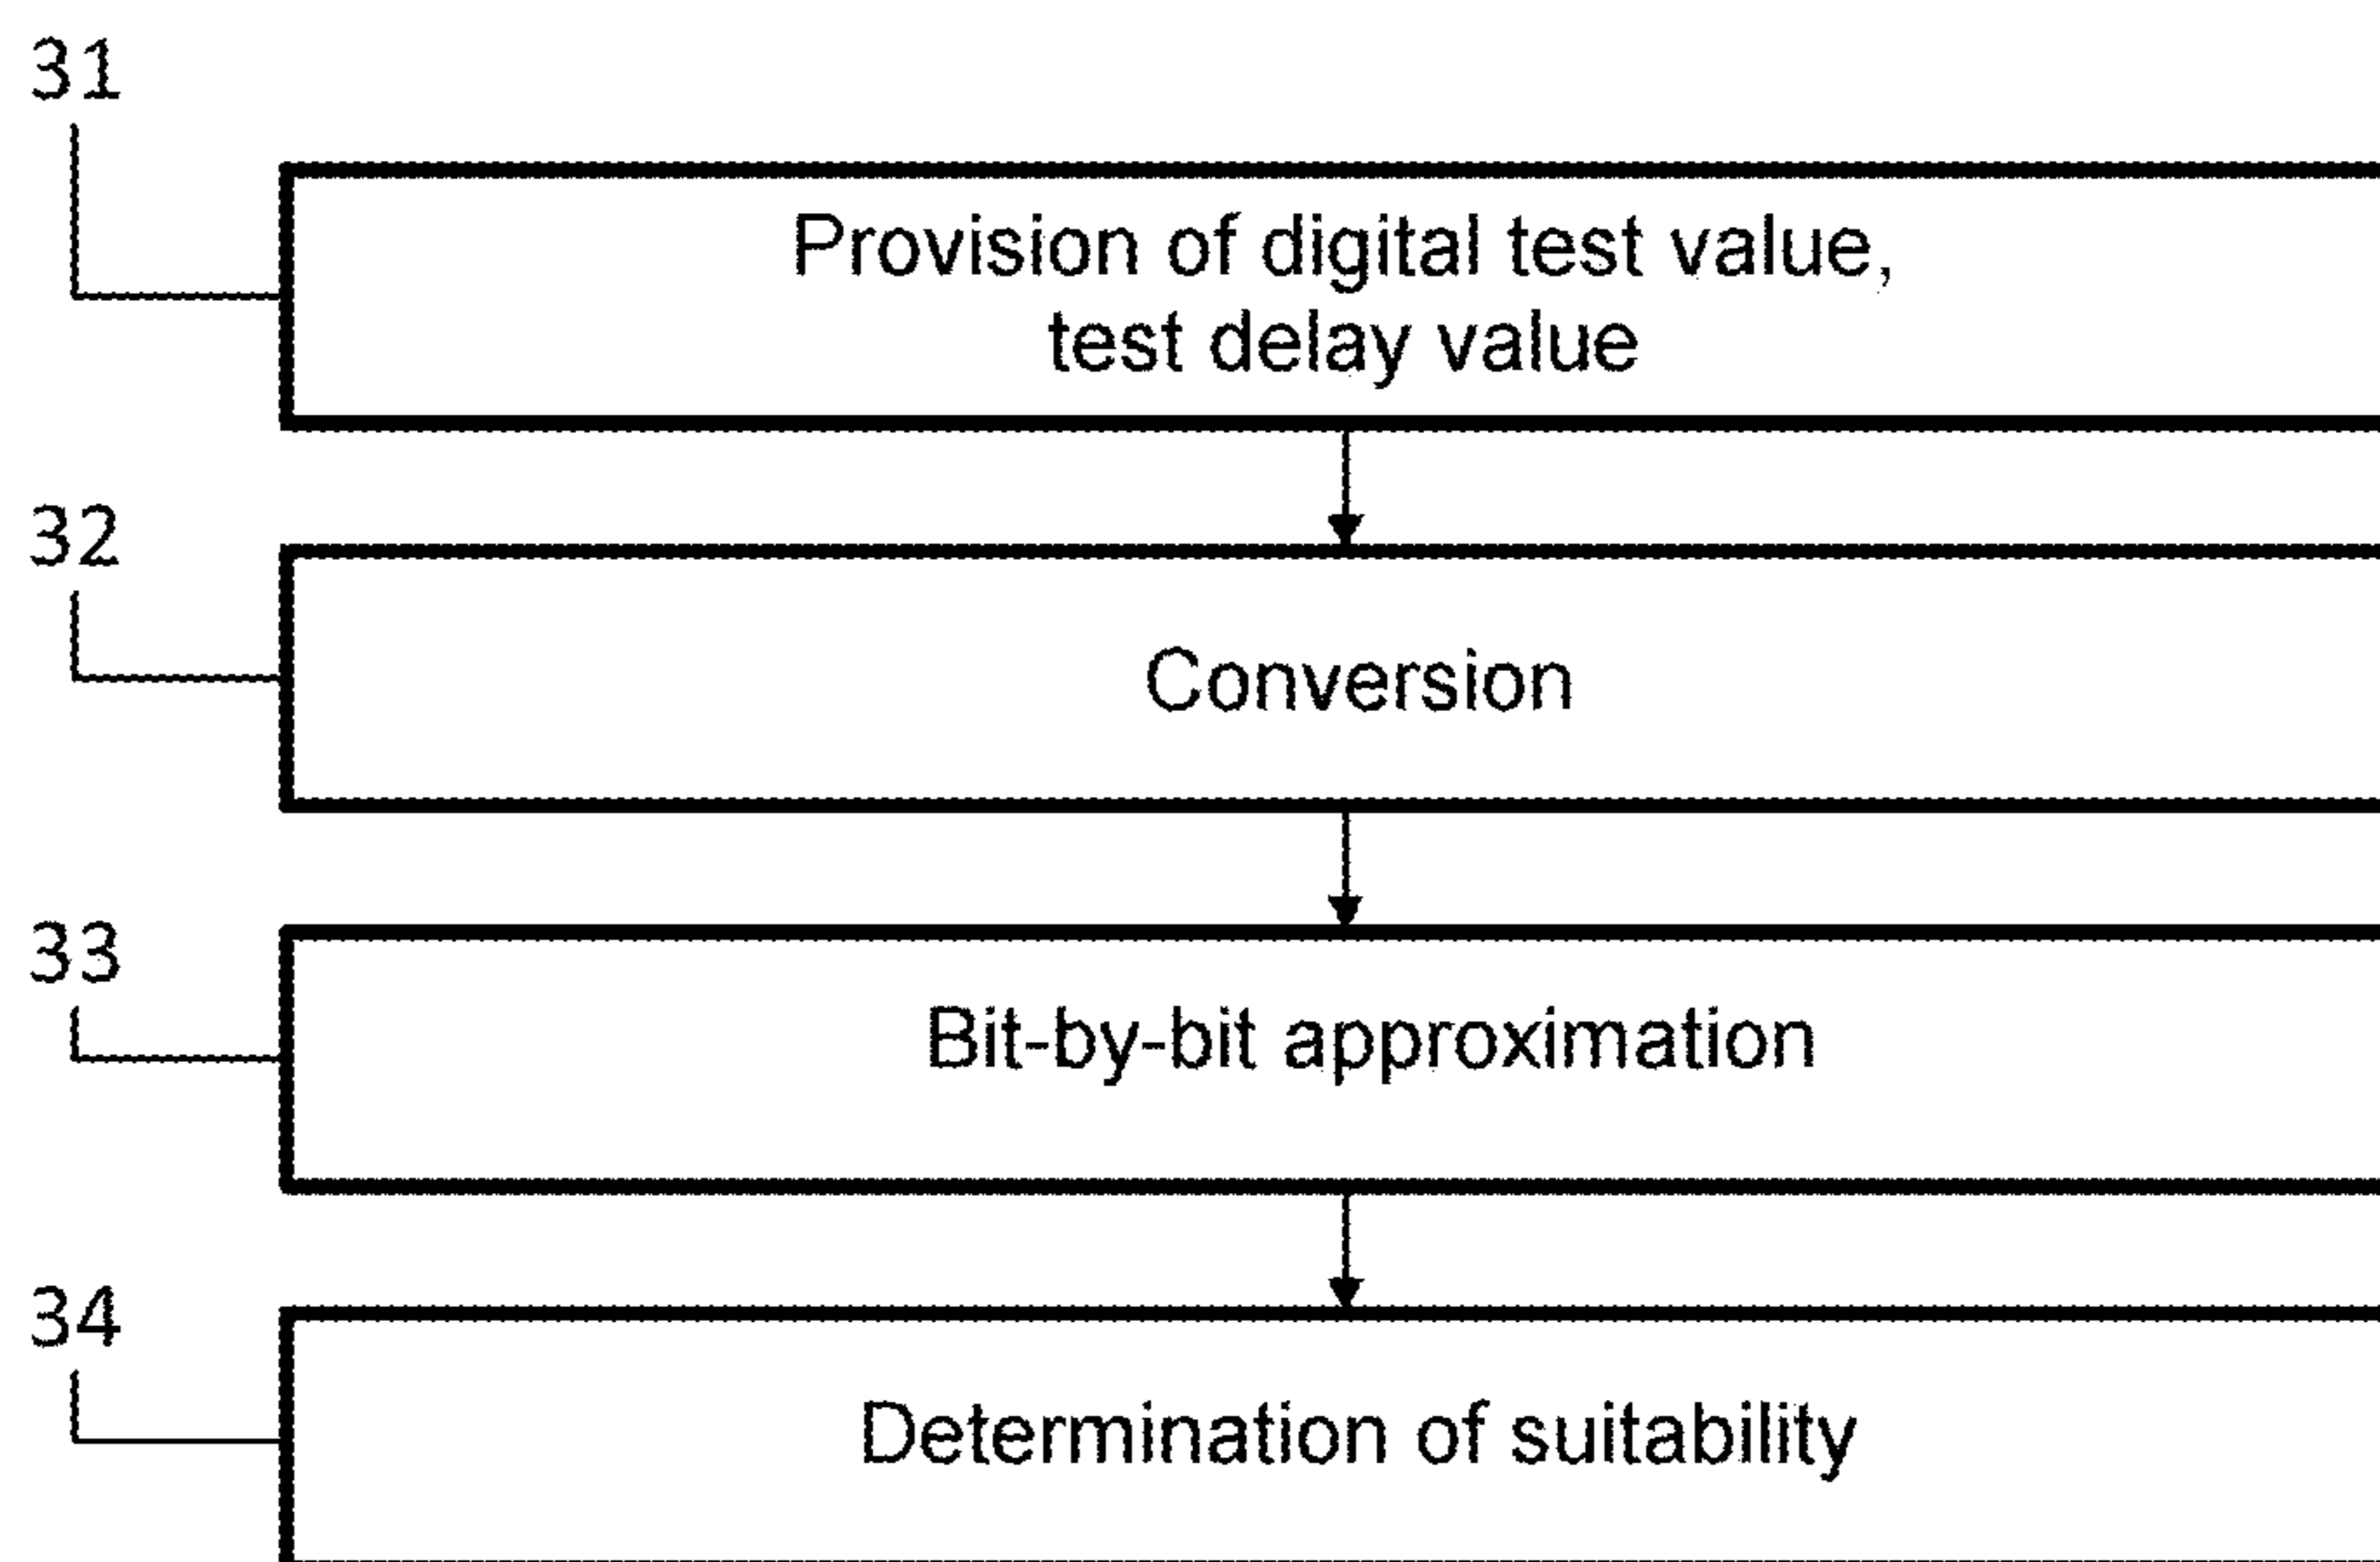 31
Provision of digital test value,
test delay value
32
Conversion
33
Bit-by-bit approximation
34
Determination of suitability